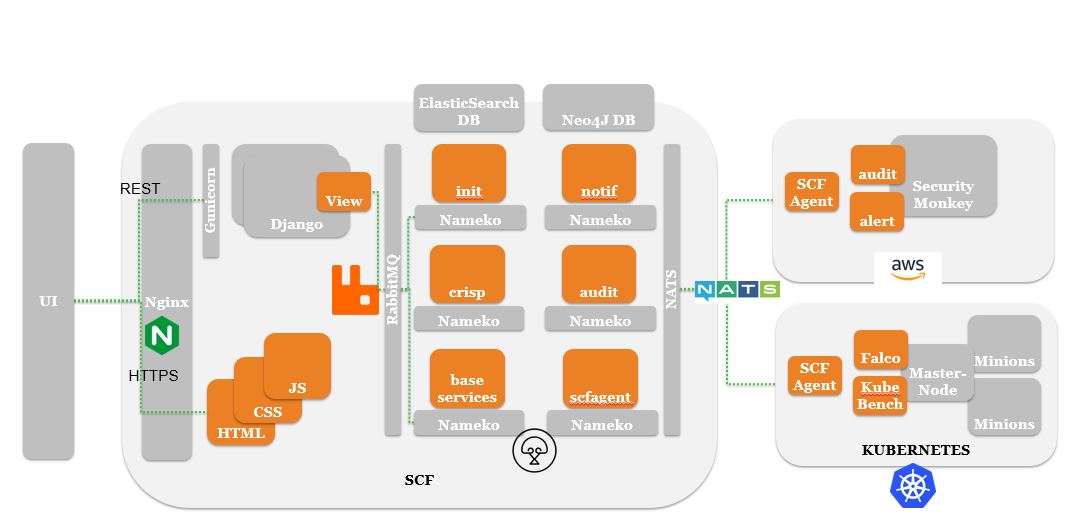 ElasticSearch
DB
Neo4J DB
UI
REST
Nginx
HTTPS
Gunicorn
Django
View
HTML
CSS
JS
RabbitMQ
init
Nameko
notif
Nameko
crisp
Nameko
audit
Nameko
base
services
Nameko
scfagent
Nameko
NATS
SCF
NATS
SCF
Agent
audit
alert
Security
Monkey
aws
SCF
Agent
Falco
Kube
Bench
Master-
Node
Minions
Minions
KUBERNETES